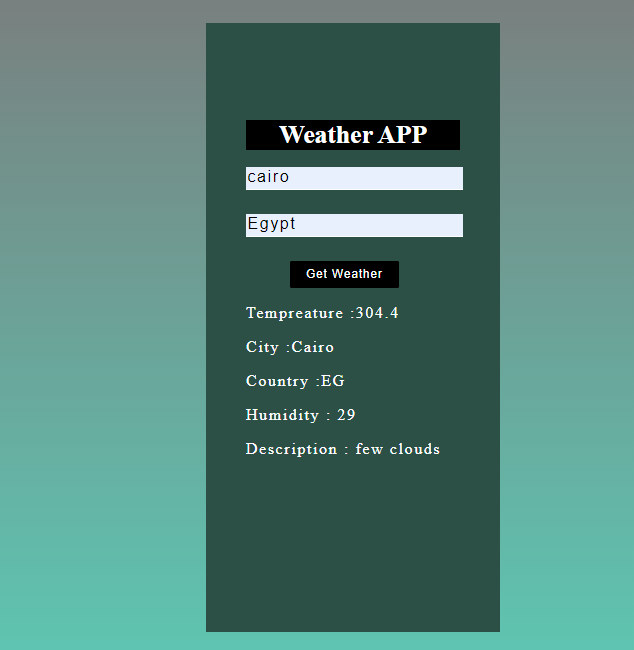 Weather APP
cairo
Egypt
Get Weather
Tempreature :304.4
City :Cairo
Country :EG
Humidity : 29
Description : few clouds